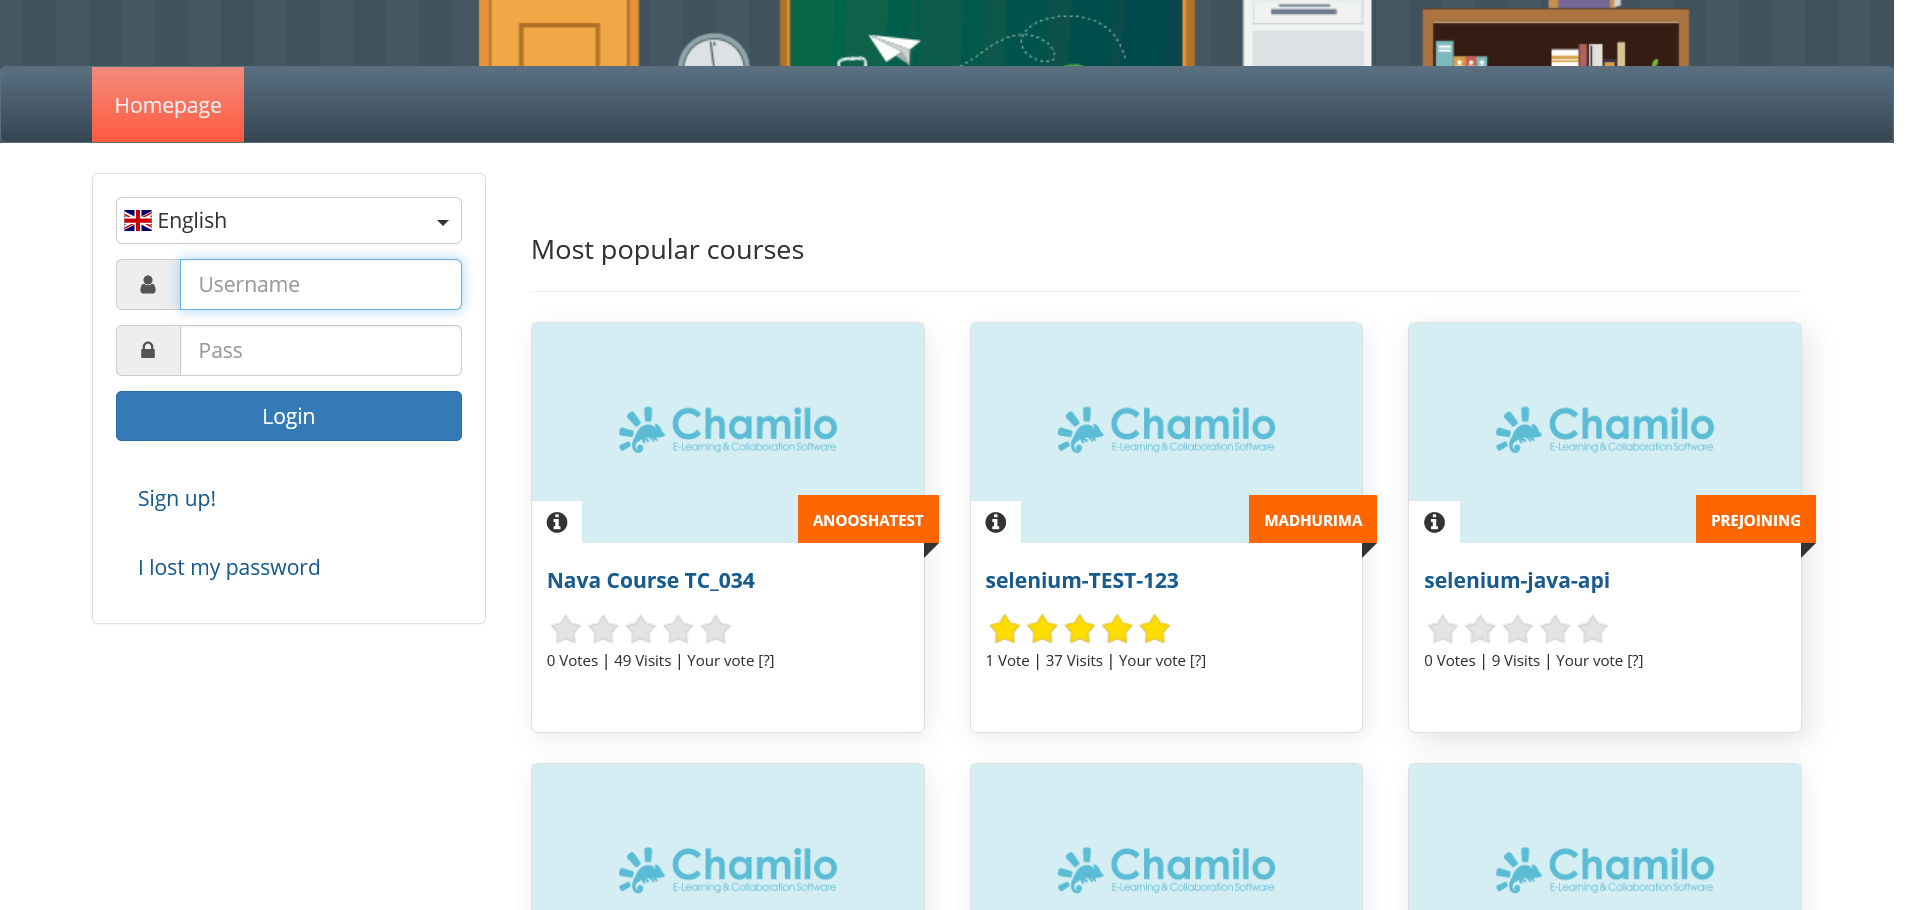 Homepage
English
Username
Pass
Login
Sign up!
I lost my password
Most popular courses
Chamilo
E-Learning & Collaboration Software
ANOOSHATEST
Nava Course TC_034
0 Votes | 49 Visits | Your vote [?]
Chamilo
E-Learning & Collaboration Software
MADHURIMA
selenium-TEST-123
1 Vote | 37 Visits | Your vote [?]
Chamilo
E-Learning & Collaboration Software
PREJOINING
selenium-java-api
0 Votes | 9 Visits | Your vote [?]
Chamilo
E-Learning & Collaboration Software
Chamilo
E-Learning & Collaboration Software
Chamilo
E-Learning & Collaboration Software